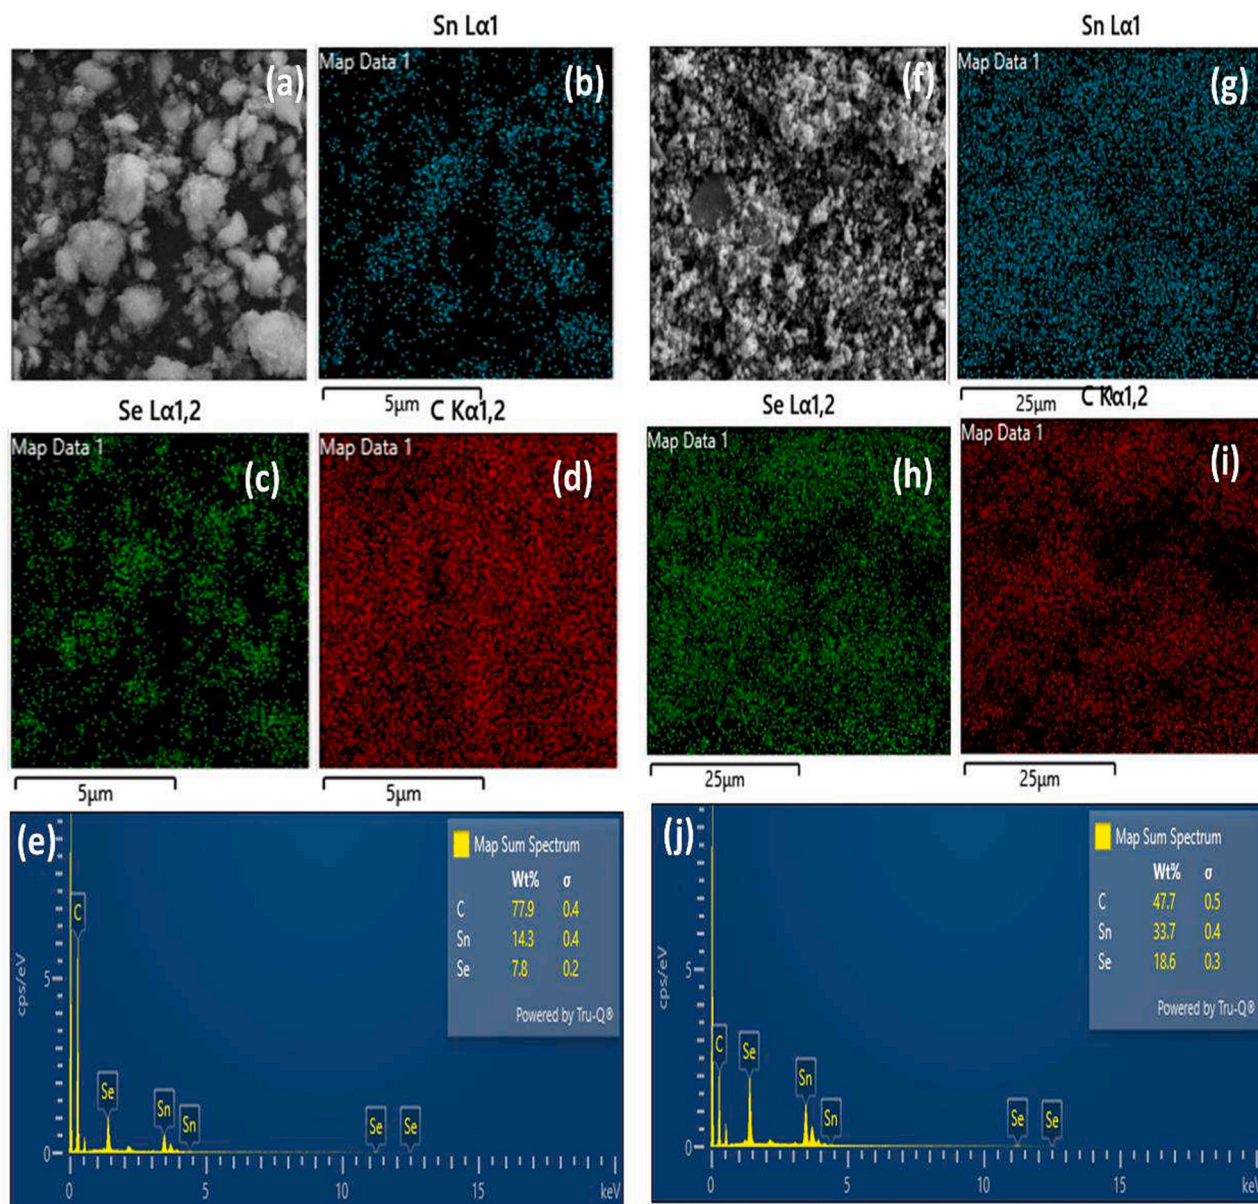 Sn Lα1
(a)
Map Data 1
(b)
5μm
Se Lα1,2
Map Data 1
(c)
5μm
C Kα1,2
Map Data 1
(d)
5μm
(e)
Map Sum Spectrum
Wt% σ
C 77.9 0.4
Sn 14.3 0.4
Se 7.8 0.2
Powered by Tru-Q®
cps/eV
5
0
C
Se
Sn
Sn
Se
Se
0 5 10 15 keV
Sn Lα1
(f)
Map Data 1
(g)
25μm
Se Lα1,2
Map Data 1
(h)
25μm
C Kα1,2
Map Data 1
(i)
25μm
(j)
Map Sum Spectrum
Wt% σ
C 47.7 0.5
Sn 33.7 0.4
Se 18.6 0.3
Powered by Tru-Q®
cps/eV
5
0
C
Se
Sn
Sn
Se
Se
0 5 10 15